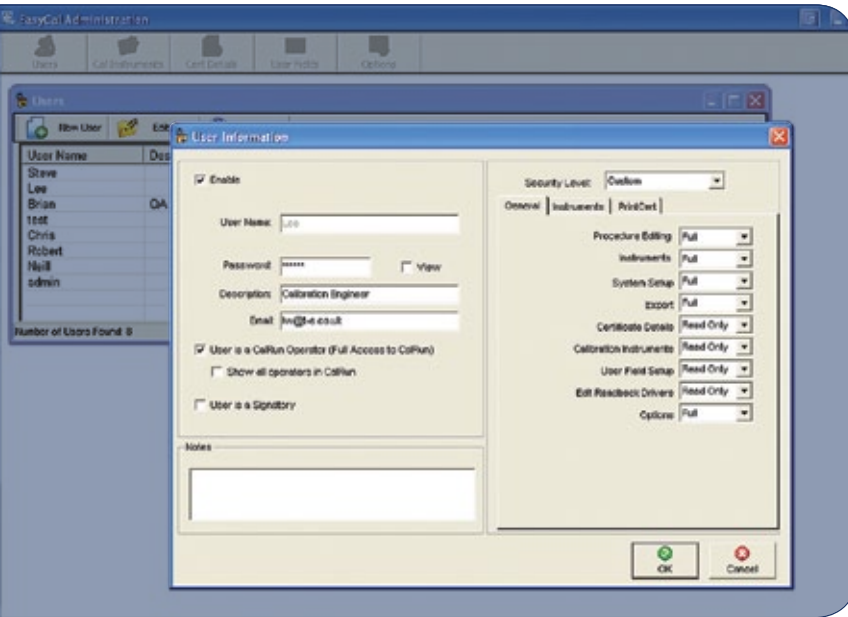 EasyCal Administration
Users Cal Instruments Cert Details User Fields Options
Users
New User
User Name
Steve
Lee
Brian QA
test
Chris
Robert
Neill
admin
Number of Users Found: 8
User Information
Enable
User Name: Lee
Password: ******
View
Description: Calibration Engineer
Email:
User is a CalRun Operator (Full Access to CalRun)
Show all operators in CalRun
User is a Signatory
Notes
Security Level: Custom
General Instruments PrintCert
Procedure Editing Full
Instruments Full
System Setup Full
Export Full
Certificate Details Read Only
Calibration Instruments Read Only
User Field Setup Read Only
Edit Readback Drivers Read Only
Options Full
OK Cancel